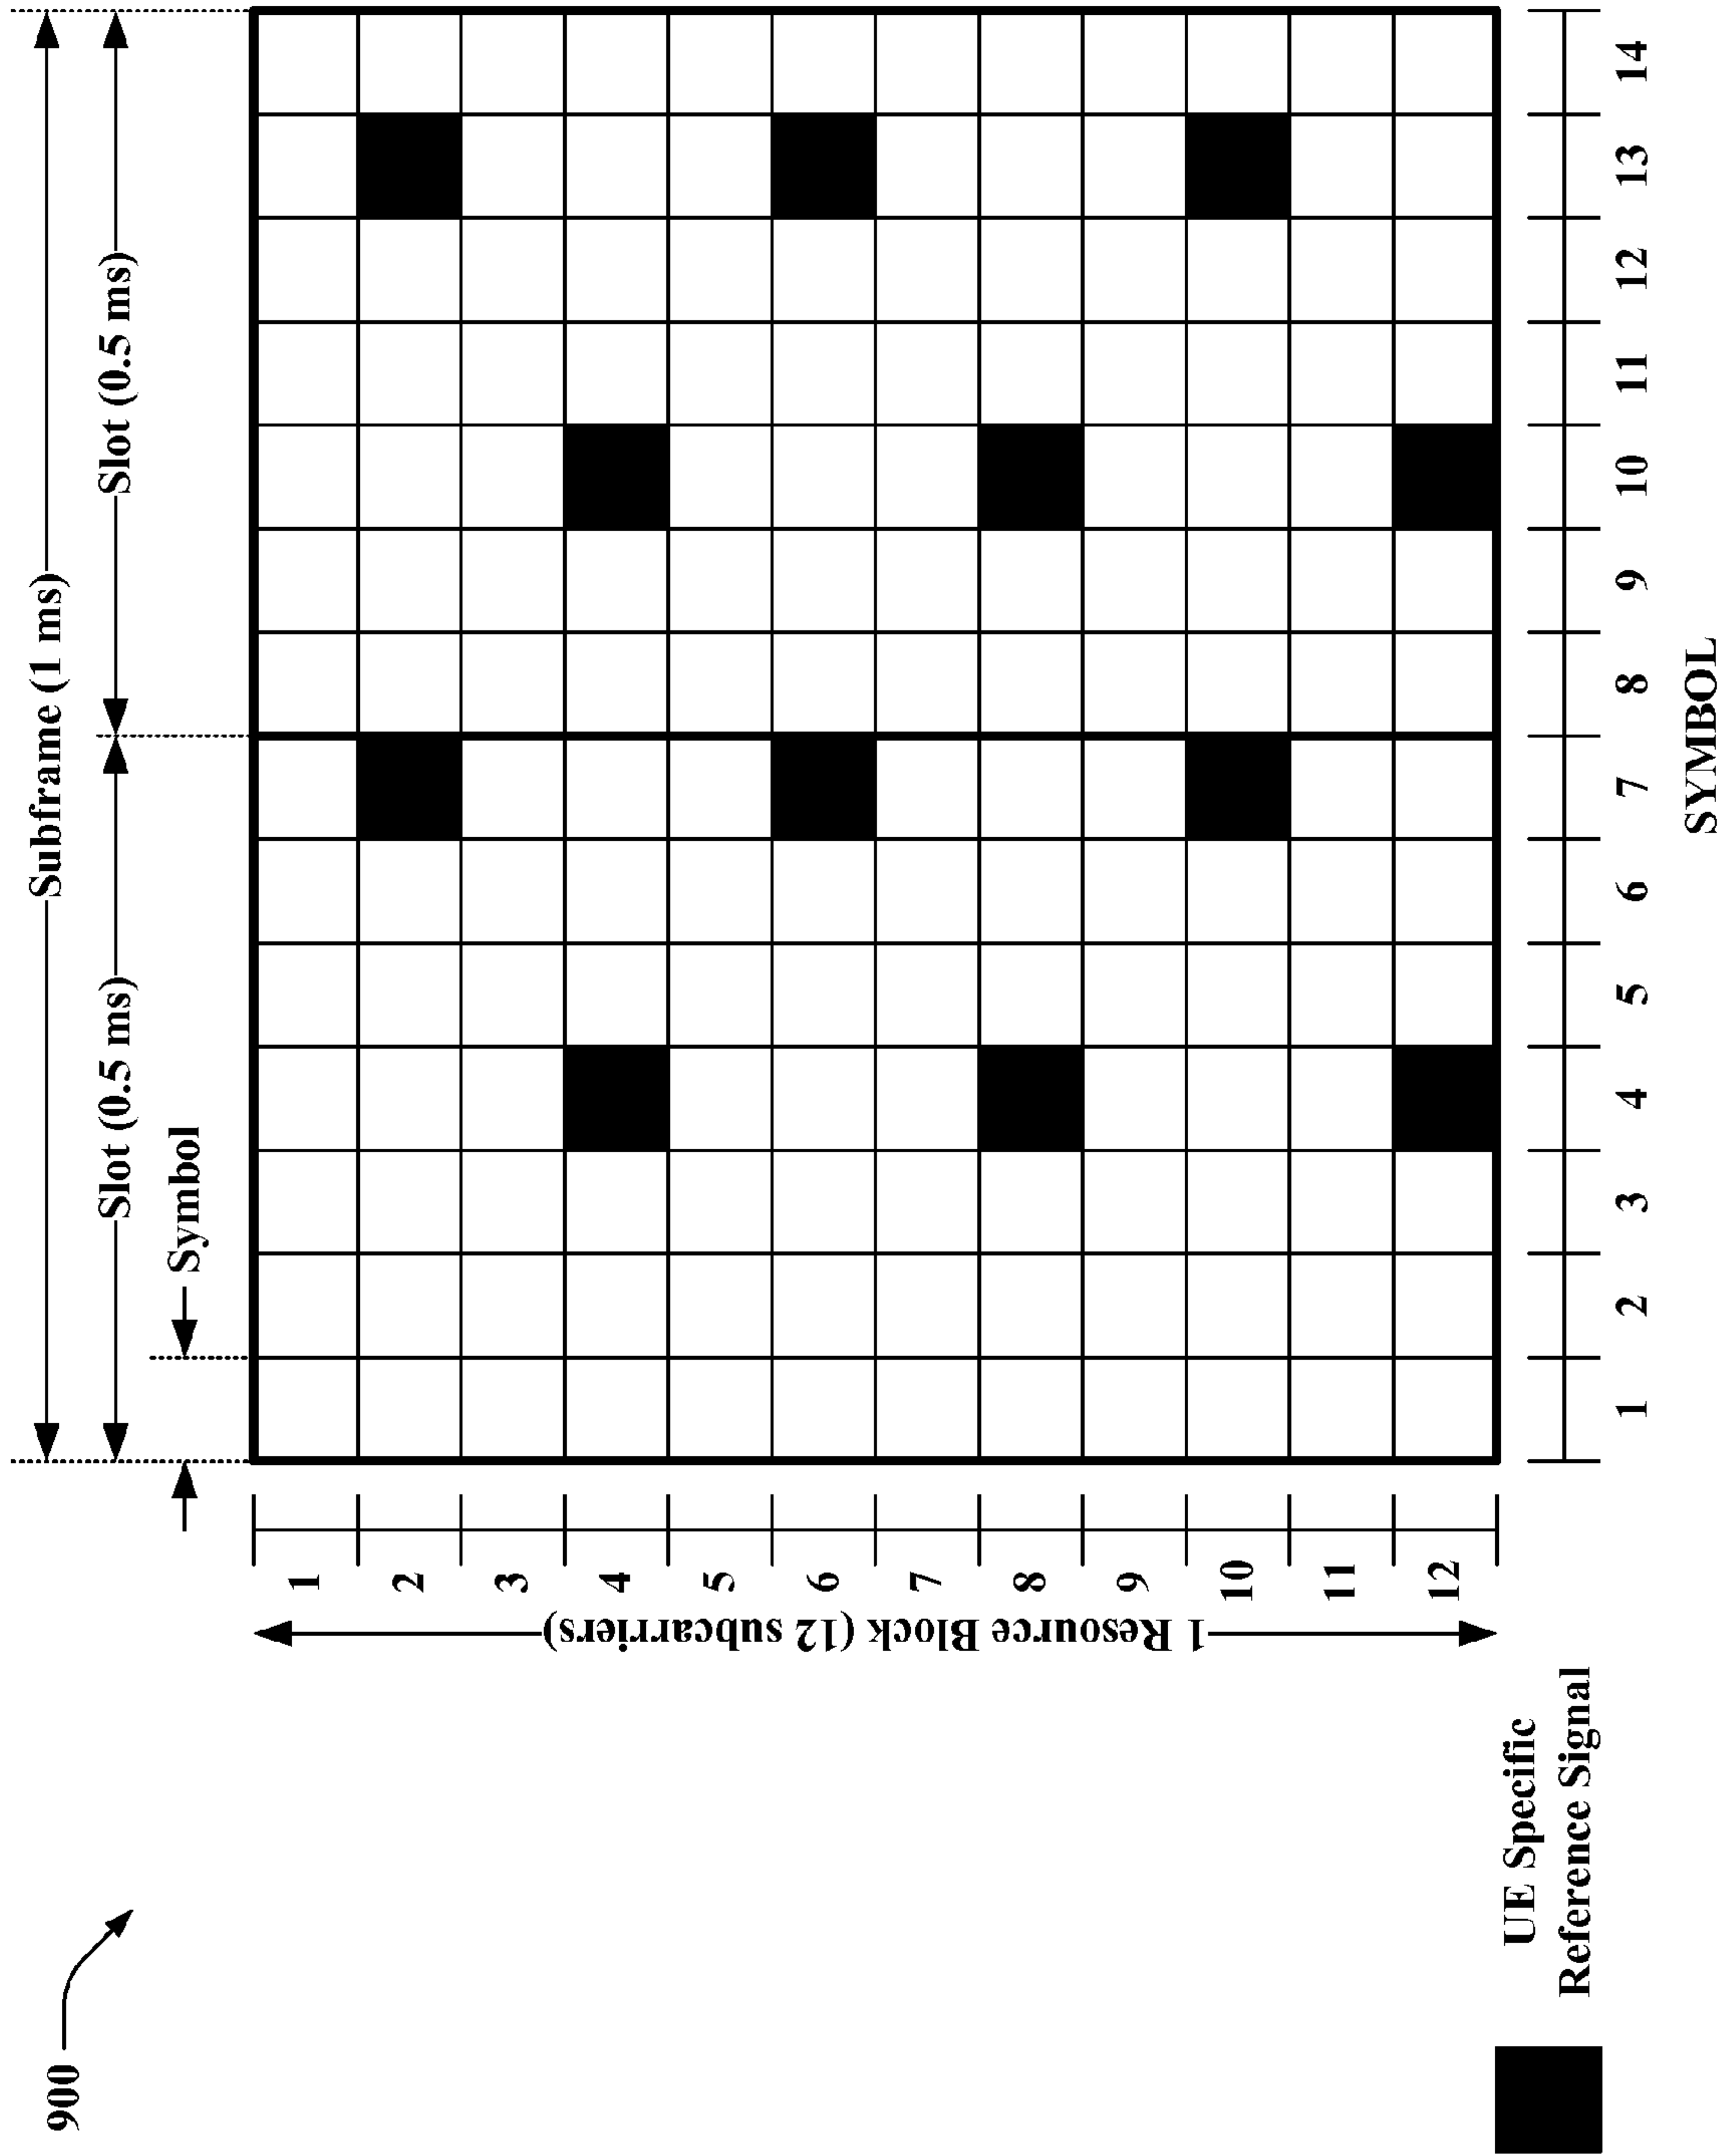 900
Subframe (1 ms)
Slot (0.5 ms)
Slot (0.5 ms)
Symbol
1 Resource Block (12 subcarriers)
1
2
3
4
5
6
7
8
9
10
11
12
1 2 3 4 5 6 7 8 9 10 11 12 13 14
SYMBOL
UE Specific
Reference Signal